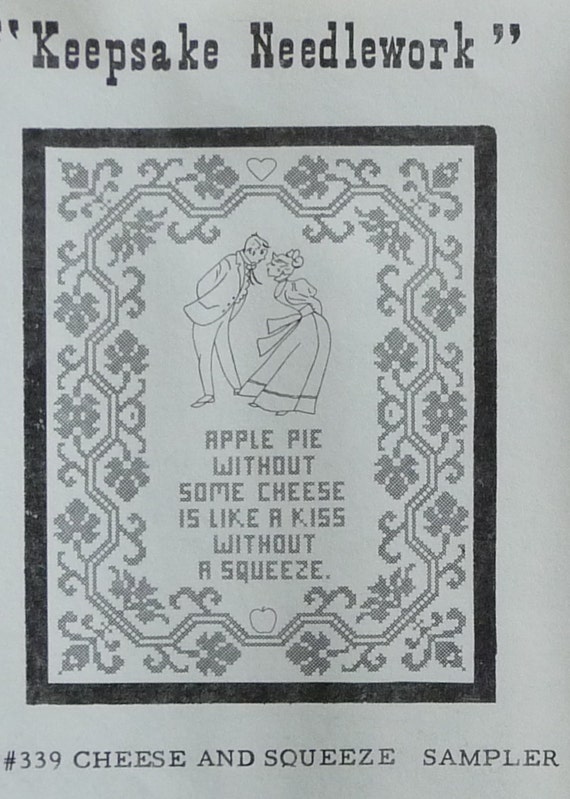 “Keepsake Needlework”
APPLE PIE
WITHOUT
SOME CHEESE
IS LIKE A KISS
WITHOUT
A SQUEEZE.
#339 CHEESE AND SQUEEZE SAMPLER